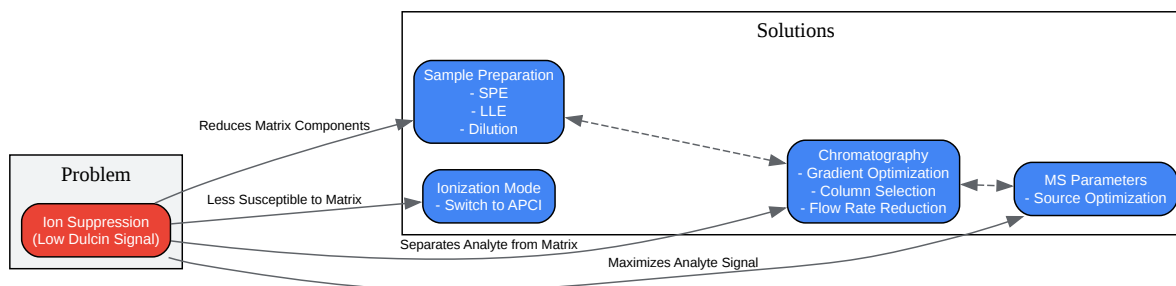 Solutions
Sample Preparation
- SPE
- LLE
- Dilution
Reduces Matrix Components
Chromatography
- Gradient Optimization
- Column Selection
- Flow Rate Reduction
Problem
Ionization Mode
- Switch to APCI
MS Parameters
- Source Optimization
Less Susceptible to Matrix
Ion Suppression
(Low Dulcin Signal)
Separates Analyte from Matrix
Maximizes Analyte Signal